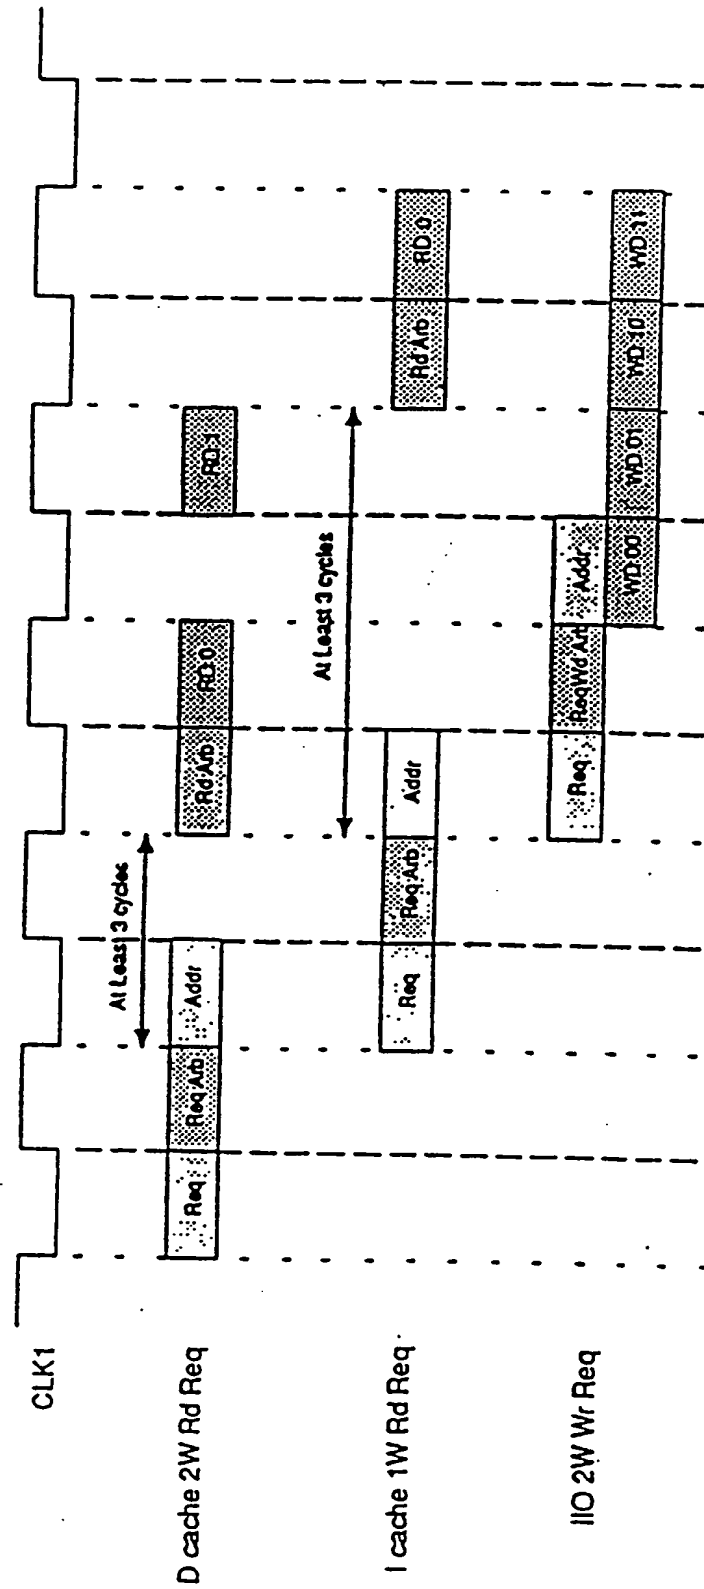 CLK1
D cache 2W Rd Req
Req
Req Arb
Addr
At Least 3 cycles
Rd Arb
RD:0
RD:1
I cache 1W Rd Req
Req
Req Arb
Addr
At Least 3 cycles
Rd Arb
RD:0
IIO 2W Wr Req
Req
ReqWd Arb
Addr
WD:00
WD:01
WD:10
WD:11